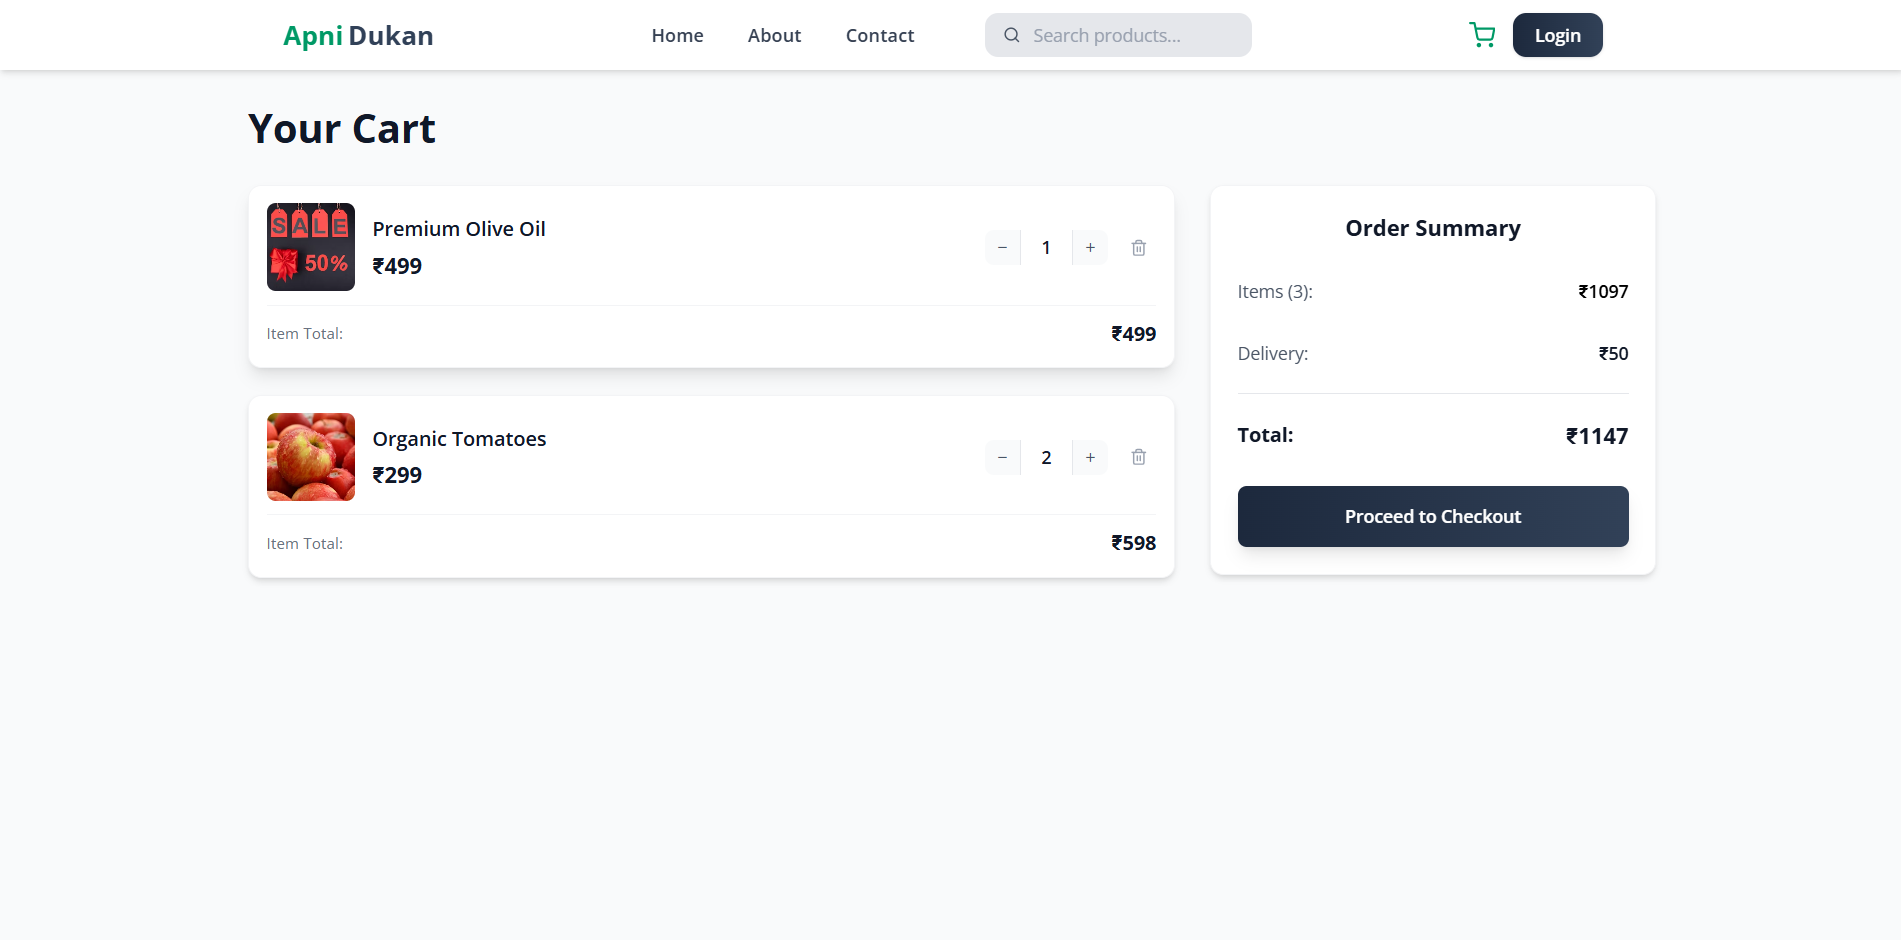 Apni Dukan
Home
About
Contact
Search products...
Login
Your Cart
SALE
50%
Premium Olive Oil
₹499
− 1 +
Item Total: ₹499
Organic Tomatoes
₹299
− 2 +
Item Total: ₹598
Order Summary
Items (3): ₹1097
Delivery: ₹50
Total: ₹1147
Proceed to Checkout